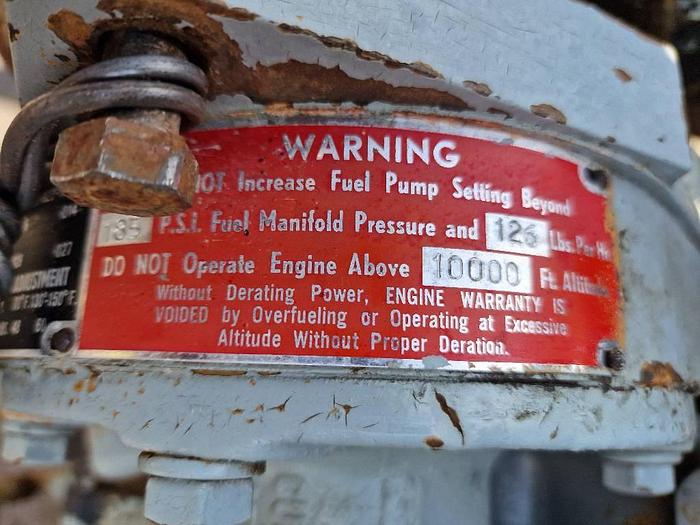 WARNING
NOT Increase Fuel Pump Setting Beyond
P.S.I. Fuel Manifold Pressure and 126 Lbs. Per Hr
DO NOT Operate Engine Above 10000 Ft. Altitude
Without Derating Power, ENGINE WARRANTY IS
VOIDED by Overfueling or Operating at Excessive
Altitude Without Proper Deration.